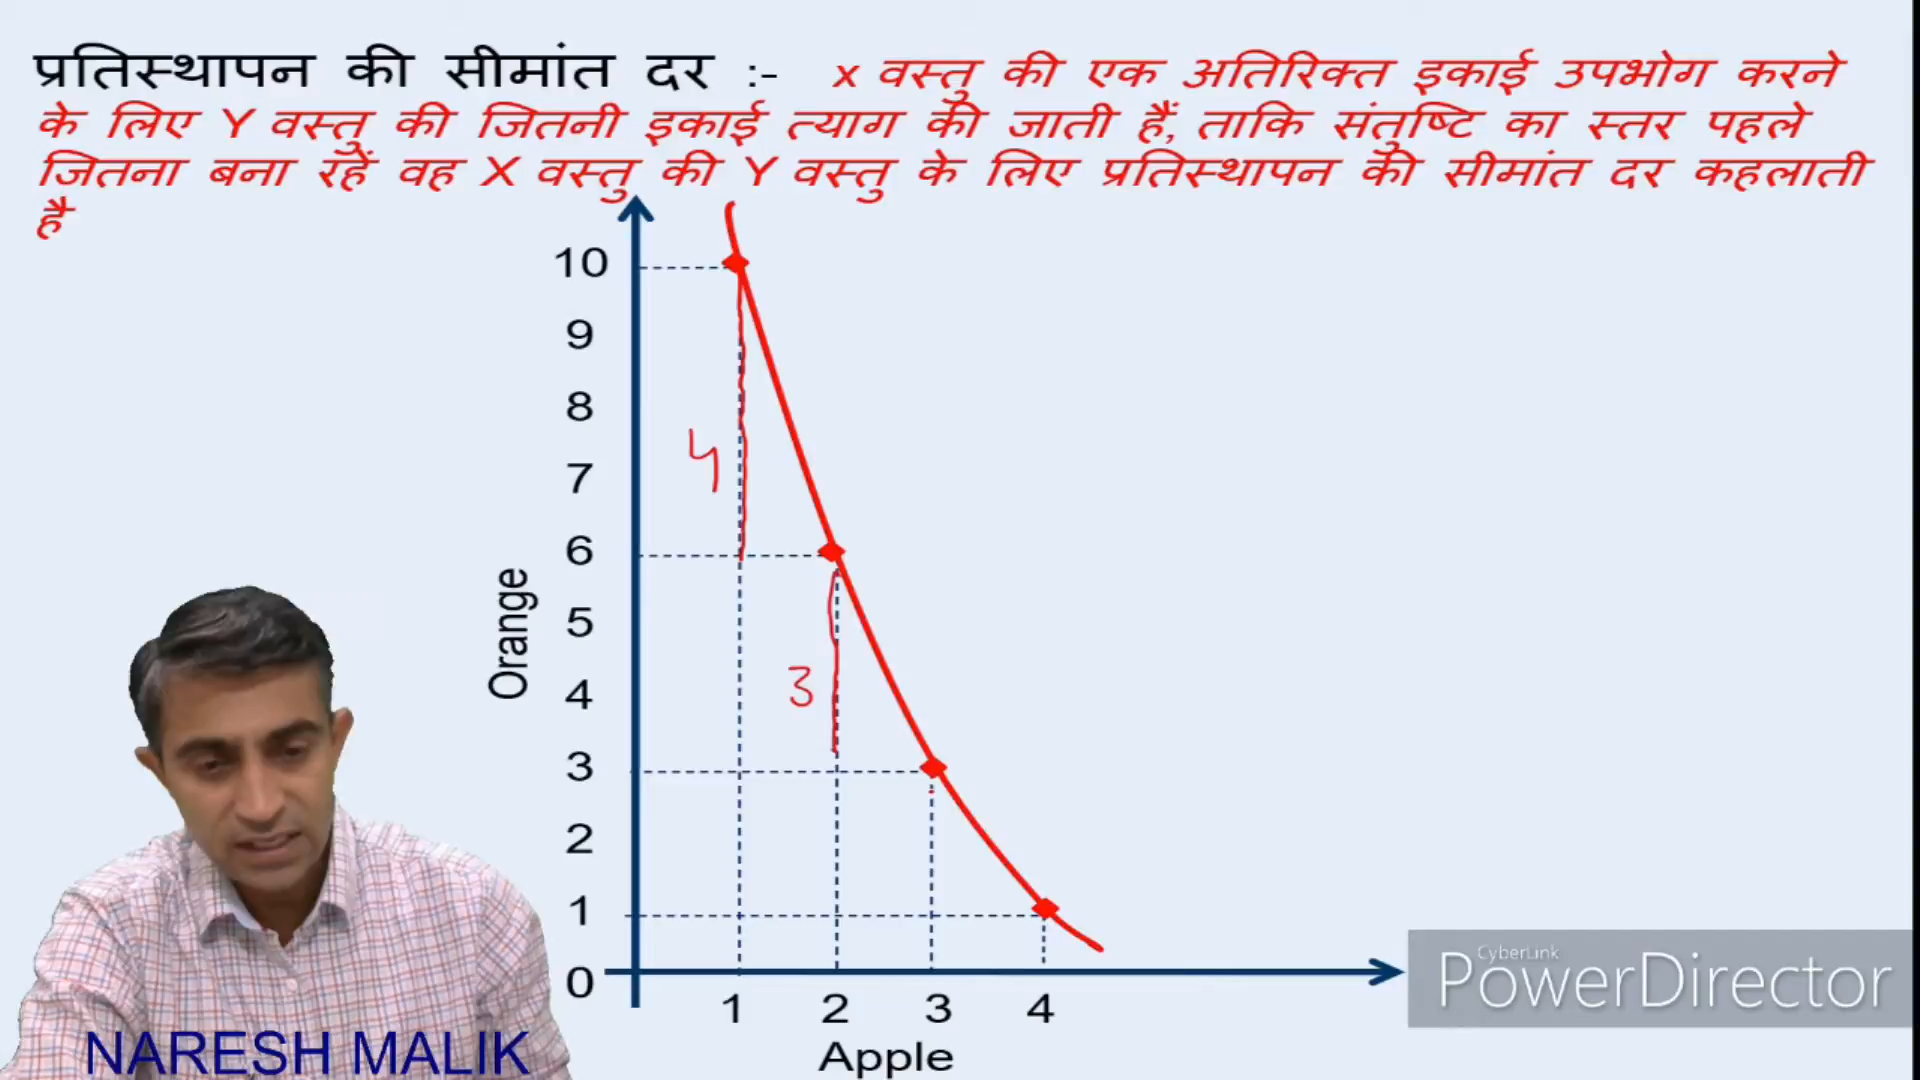 प्रतिस्थापन की सीमांत दर :- x वस्तु की एक अतिरिक्त इकाई उपभोग करने
के लिए Y वस्तु की जितनी इकाई त्याग की जाती हैं, ताकि संतुष्टि का स्तर पहले
जितना बना रहें वह X वस्तु की Y वस्तु के लिए प्रतिस्थापन की सीमांत दर कहलाती
है
10
9
8
7
6
5
4
3
2
1
0
Orange
4
3
1 2 3 4
Apple
NARESH MALIK
CyberLink
PowerDirector